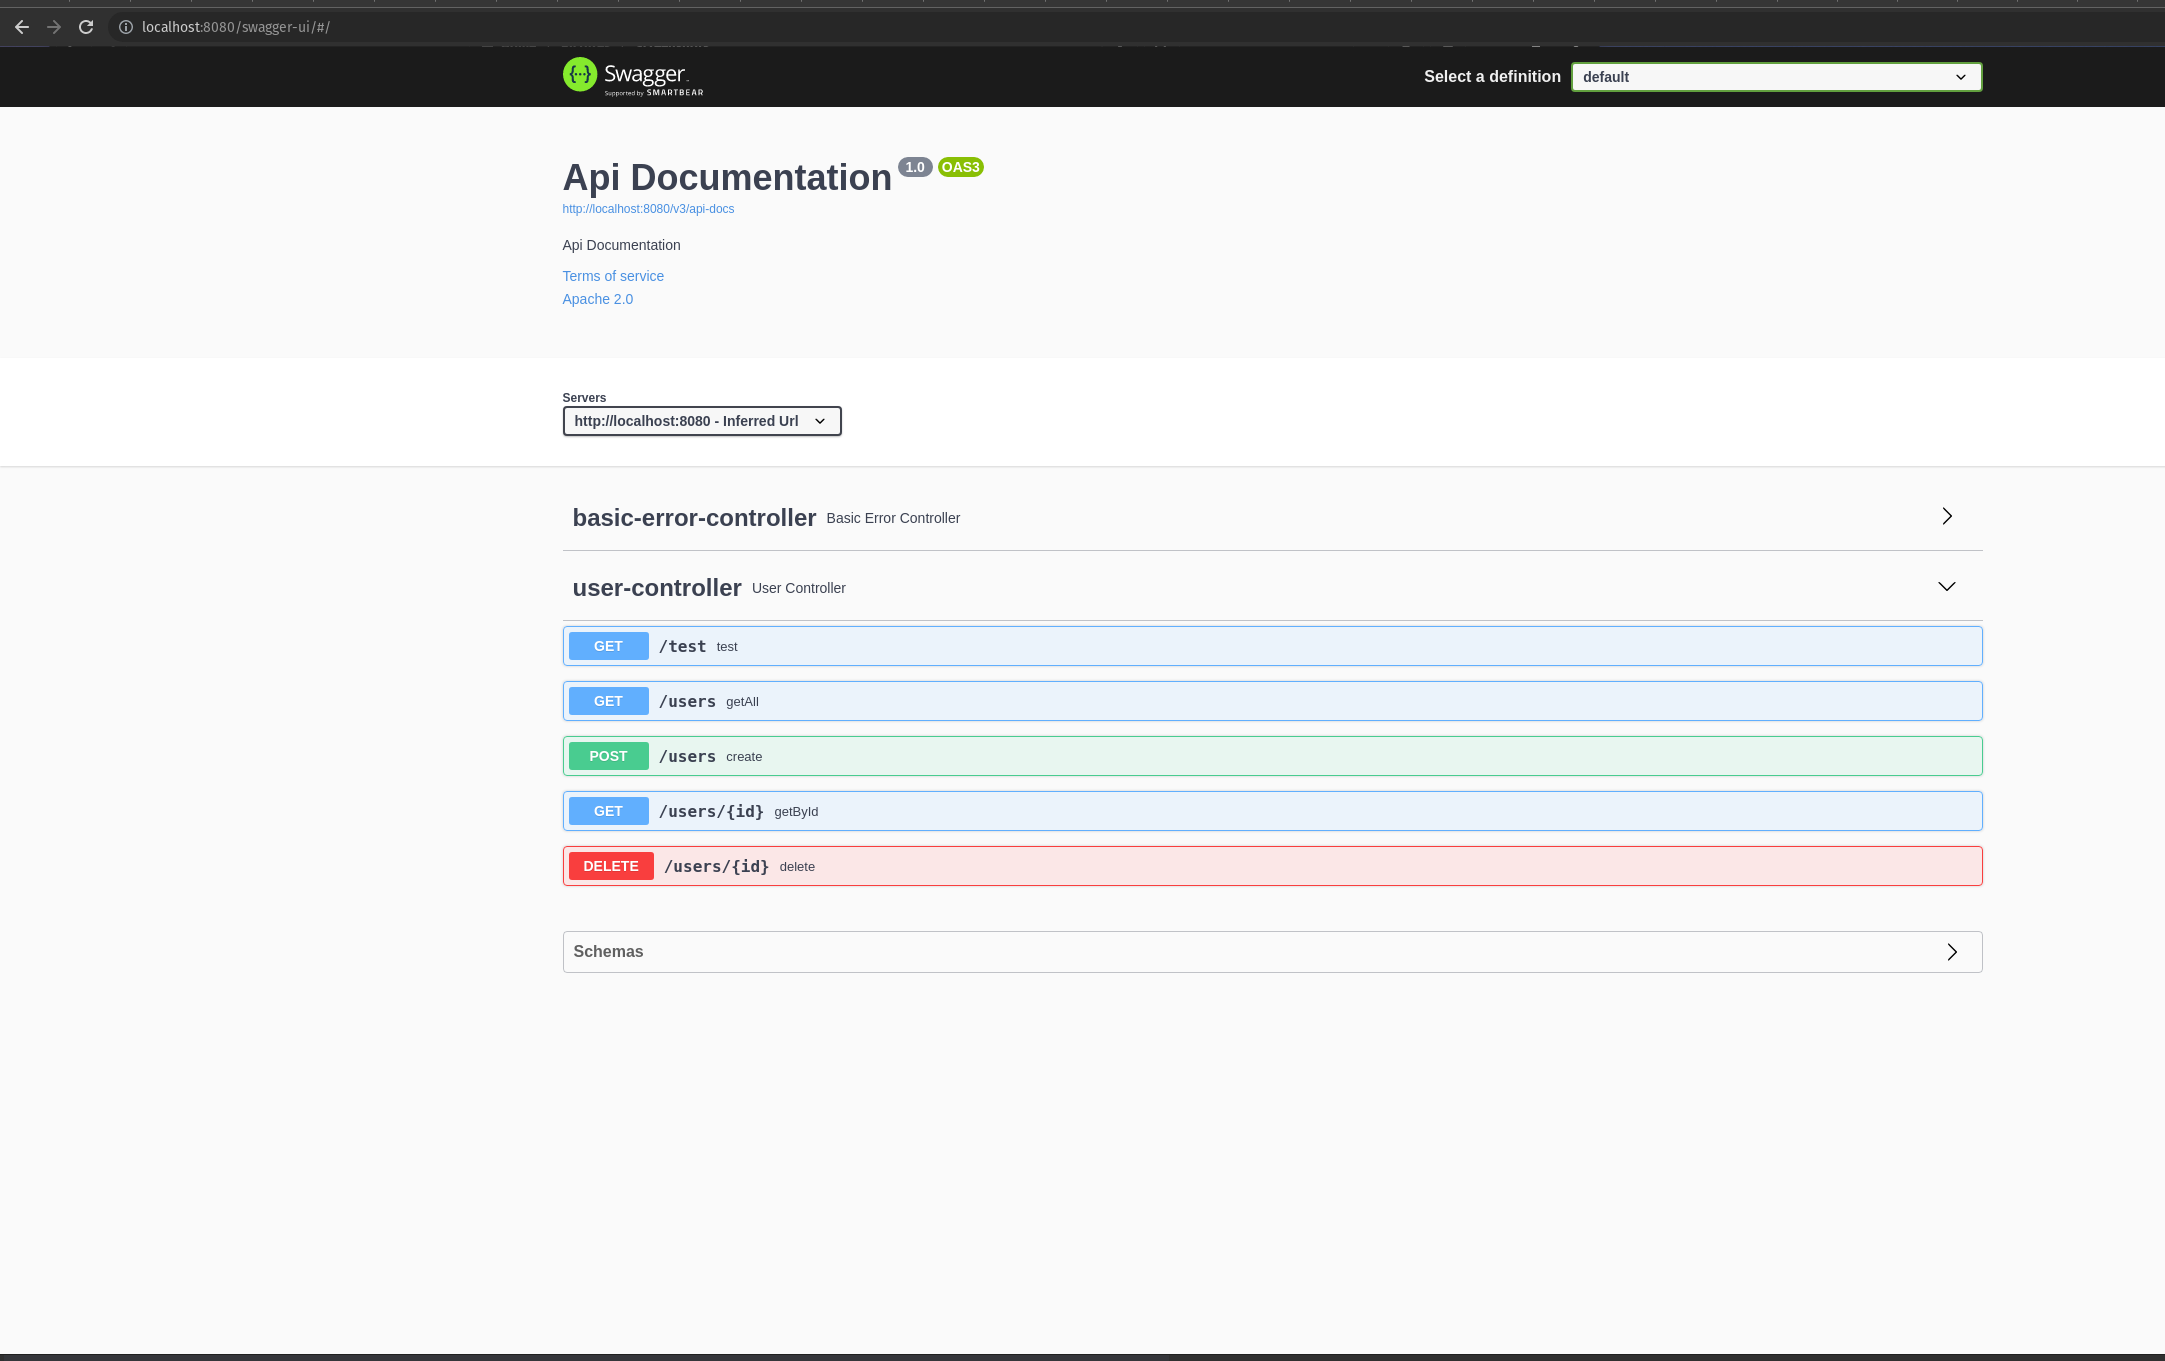 localhost:8080/swagger-ui/#/
Swagger
Supported by SMARTBEAR
Select a definition
default
Api Documentation 1.0 OAS3
http://localhost:8080/v3/api-docs
Api Documentation
Terms of service
Apache 2.0
Servers
http://localhost:8080 - Inferred Url
basic-error-controller Basic Error Controller
user-controller User Controller
GET /test test
GET /users getAll
POST /users create
GET /users/{id} getById
DELETE /users/{id} delete
Schemas